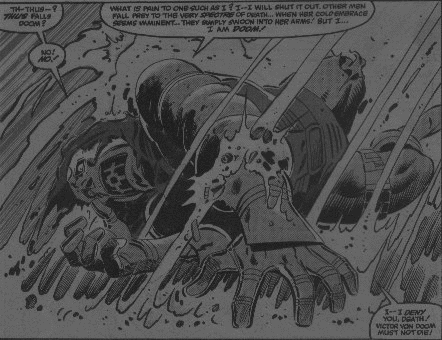 TH--THUS--?
THUS FALLS
DOOM?
NO!
NO!
WHAT IS PAIN TO ONE SUCH AS I? I--I WILL SHUT IT OUT. OTHER MEN
FALL PREY TO THE VERY SPECTRE OF DEATH... WHEN HER COLD EMBRACE
SEEMS IMMINENT... THEY SIMPLY SWOON INTO HER ARMS! BUT I...
I AM DOOM!
I--I DENY
YOU, DEATH!
VICTOR VON DOOM
MUST NOT DIE!